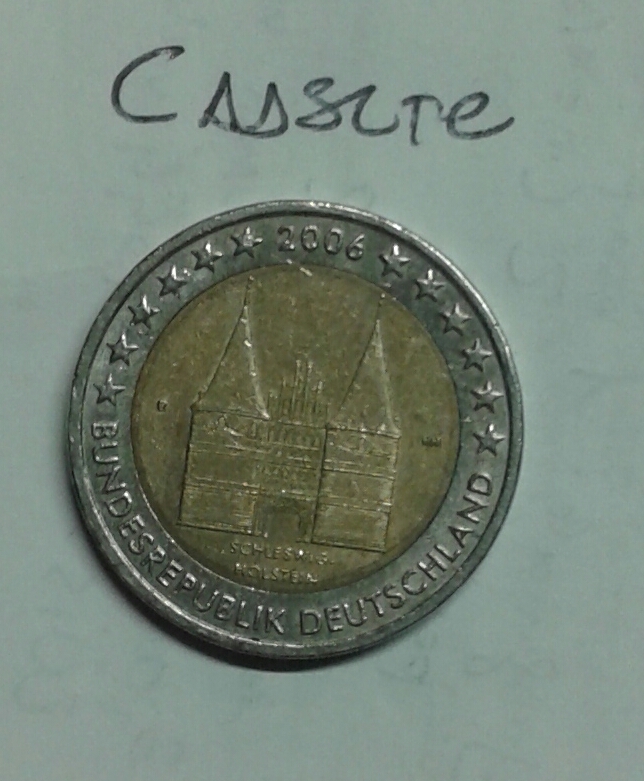 2006
SCHLESWIG-
HOLSTEIN
BUNDESREPUBLIK DEUTSCHLAND